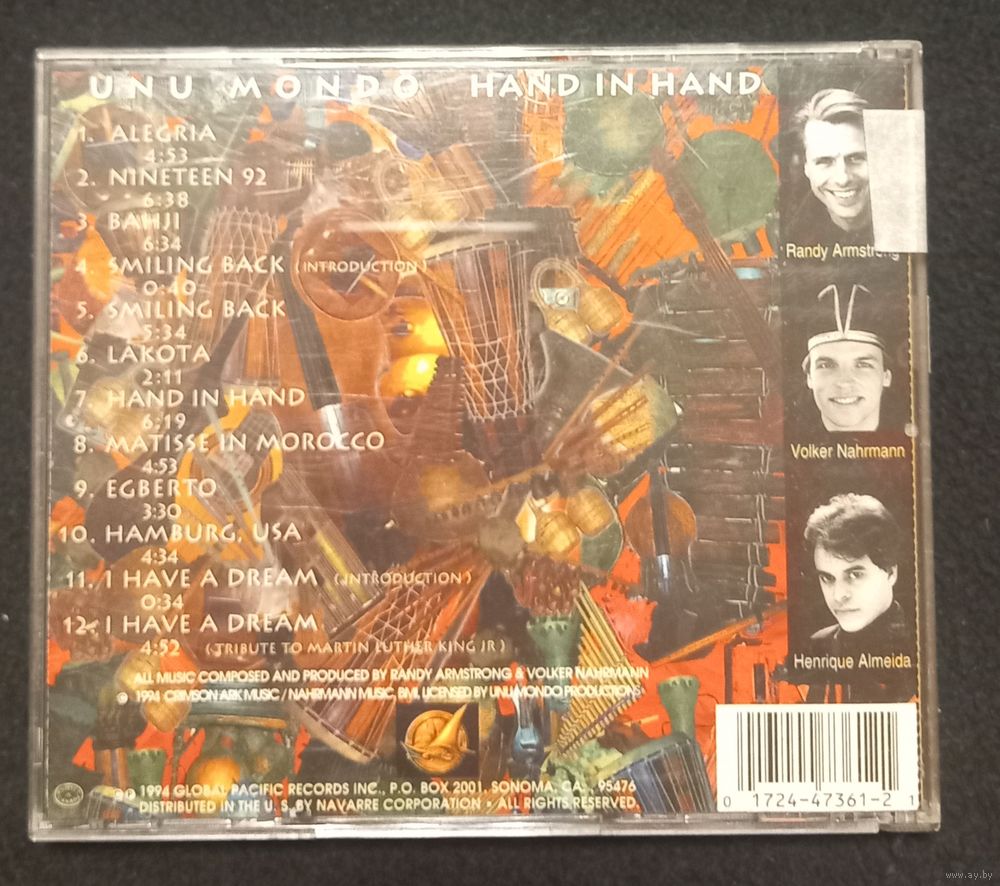 UNU MONDO HAND IN HAND
1. ALEGRIA
4:53
2. NINETEEN 92
6:38
3. BAHJI
6:34
4. SMILING BACK (INTRODUCTION)
0:40
5. SMILING BACK
5:34
6. LAKOTA
2:11
7. HAND IN HAND
6:19
8. MATISSE IN MOROCCO
4:53
9. EGBERTO
3:30
10. HAMBURG, USA
4:34
11. I HAVE A DREAM (INTRODUCTION)
0:34
12. I HAVE A DREAM
4:52 (TRIBUTE TO MARTIN LUTHER KING JR)
ALL MUSIC COMPOSED AND PRODUCED BY RANDY ARMSTRONG & VOLKER NAHRMANN
© 1994 CRIMSON ARK MUSIC / NAHRMANN MUSIC, BMI, LICENSED BY UNU MONDO PRODUCTIONS
© ℗ 1994 GLOBAL PACIFIC RECORDS INC., P.O. BOX 2001, SONOMA, CA., 95476
DISTRIBUTED IN THE U. S. BY NAVARRE CORPORATION • ALL RIGHTS RESERVED.
Randy Armstrong
Volker Nahrmann
Henrique Almeida
0 1724-47361-2 1
www.ay.by